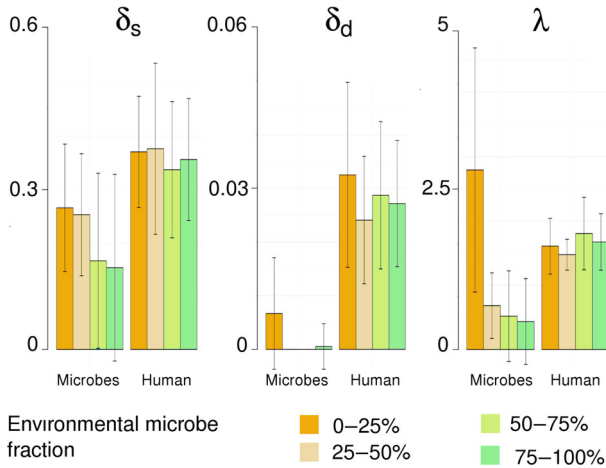 δs δd λ
0.6 0.06 5
0.3 0.03 2.5
0 0 0
Microbes Human Microbes Human Microbes Human
Environmental microbe 0–25% 50–75%
fraction 25–50% 75–100%